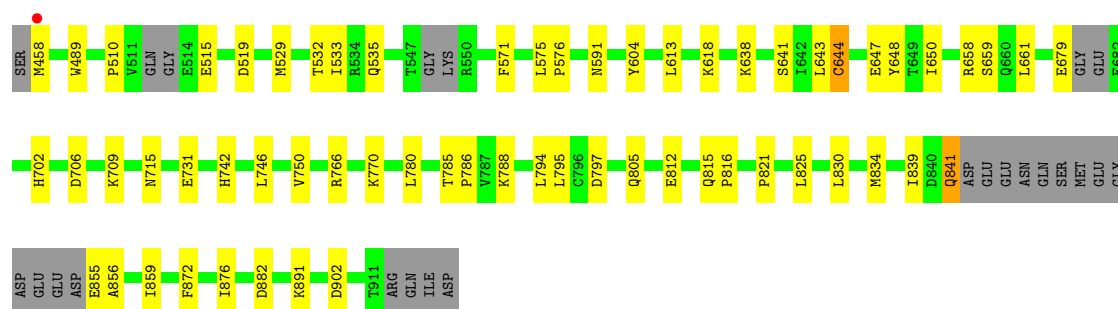 SER M458 W489 P510 V511 GLN GLY E514 E515 D519 M529 T532 I533 R534 Q535 T547 GLY LYS R550 F571 L575 P576 N591 Y604 L613 K618 K638 S641 I642 L643 C644 E647 Y648 T649 I650 R658 S659 Q660 L661 E679 GLY GLU
H702 D706 K709 N715 E731 H742 L746 V750 R766 K770 L780 T785 P786 V787 K788 L794 L795 C796 D797 Q805 E812 Q815 P816 P821 L825 L830 M834 I839 D840 Q841 ASP GLU GLU ASN GLN SER MET GLU GLY
ASP GLU GLU ASP E855 A856 I859 F872 I876 D882 K891 D902 T911 ARG GLN ILE ASP